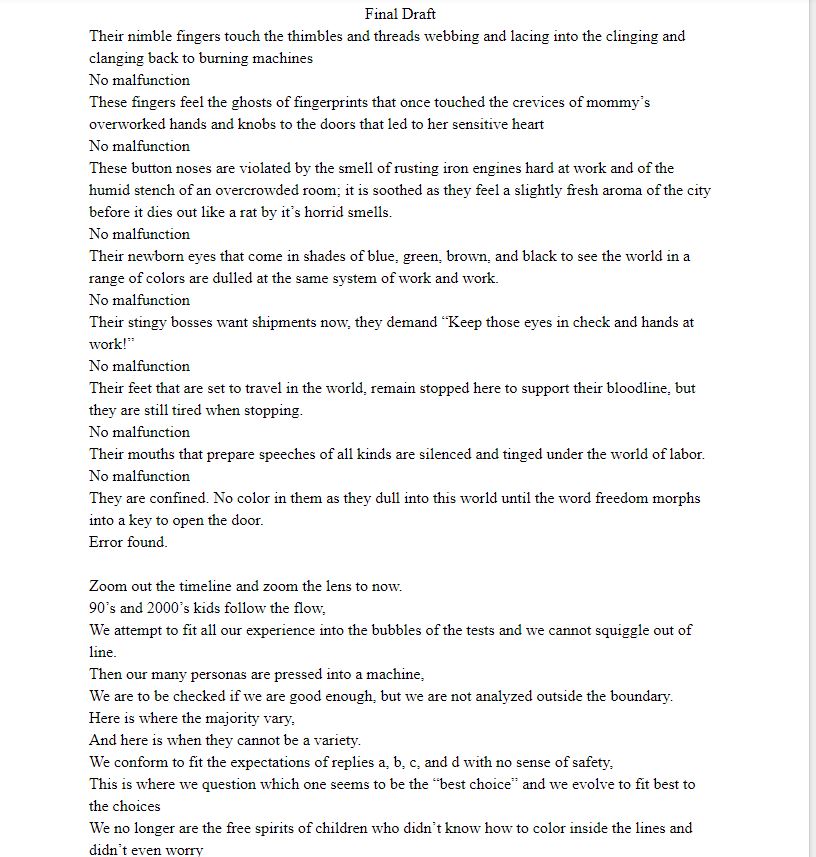 Final Draft
Their nimble fingers touch the thimbles and threads webbing and lacing into the clinging and
clanging back to burning machines
No malfunction
These fingers feel the ghosts of fingerprints that once touched the crevices of mommy’s
overworked hands and knobs to the doors that led to her sensitive heart
No malfunction
These button noses are violated by the smell of rusting iron engines hard at work and of the
humid stench of an overcrowded room; it is soothed as they feel a slightly fresh aroma of the city
before it dies out like a rat by it’s horrid smells.
No malfunction
Their newborn eyes that come in shades of blue, green, brown, and black to see the world in a
range of colors are dulled at the same system of work and work.
No malfunction
Their stingy bosses want shipments now, they demand “Keep those eyes in check and hands at
work!”
No malfunction
Their feet that are set to travel in the world, remain stopped here to support their bloodline, but
they are still tired when stopping.
No malfunction
Their mouths that prepare speeches of all kinds are silenced and tinged under the world of labor.
No malfunction
They are confined. No color in them as they dull into this world until the word freedom morphs
into a key to open the door.
Error found.
Zoom out the timeline and zoom the lens to now.
90’s and 2000’s kids follow the flow,
We attempt to fit all our experience into the bubbles of the tests and we cannot squiggle out of
line.
Then our many personas are pressed into a machine,
We are to be checked if we are good enough, but we are not analyzed outside the boundary.
Here is where the majority vary,
And here is when they cannot be a variety.
We conform to fit the expectations of replies a, b, c, and d with no sense of safety,
This is where we question which one seems to be the “best choice” and we evolve to fit best to
the choices
We no longer are the free spirits of children who didn’t know how to color inside the lines and
didn’t even worry